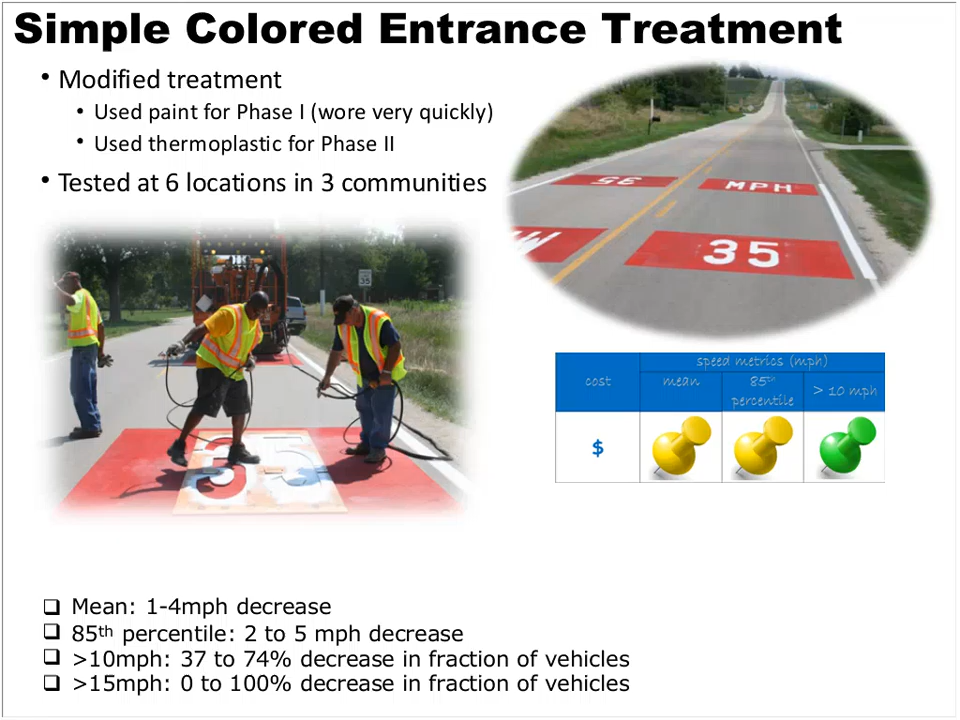 Simple Colored Entrance Treatment
• Modified treatment
• Used paint for Phase I (wore very quickly)
• Used thermoplastic for Phase II
• Tested at 6 locations in 3 communities
35
MPH
35
35
35
cost
speed metrics (mph)
mean
85th
percentile
> 10 mph
$
❑ Mean: 1-4mph decrease
❑ 85th percentile: 2 to 5 mph decrease
❑ >10mph: 37 to 74% decrease in fraction of vehicles
❑ >15mph: 0 to 100% decrease in fraction of vehicles